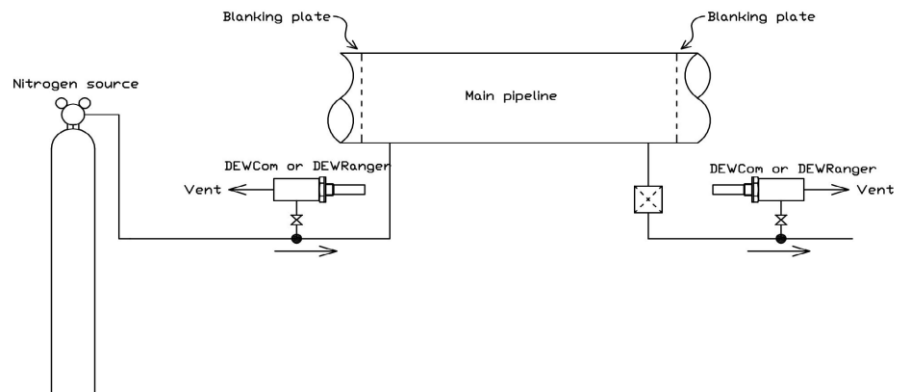 Blanking plate
Blanking plate
Nitrogen source
Main pipeline
DEWCom or DEWRanger
DEWCom or DEWRanger
Vent
Vent